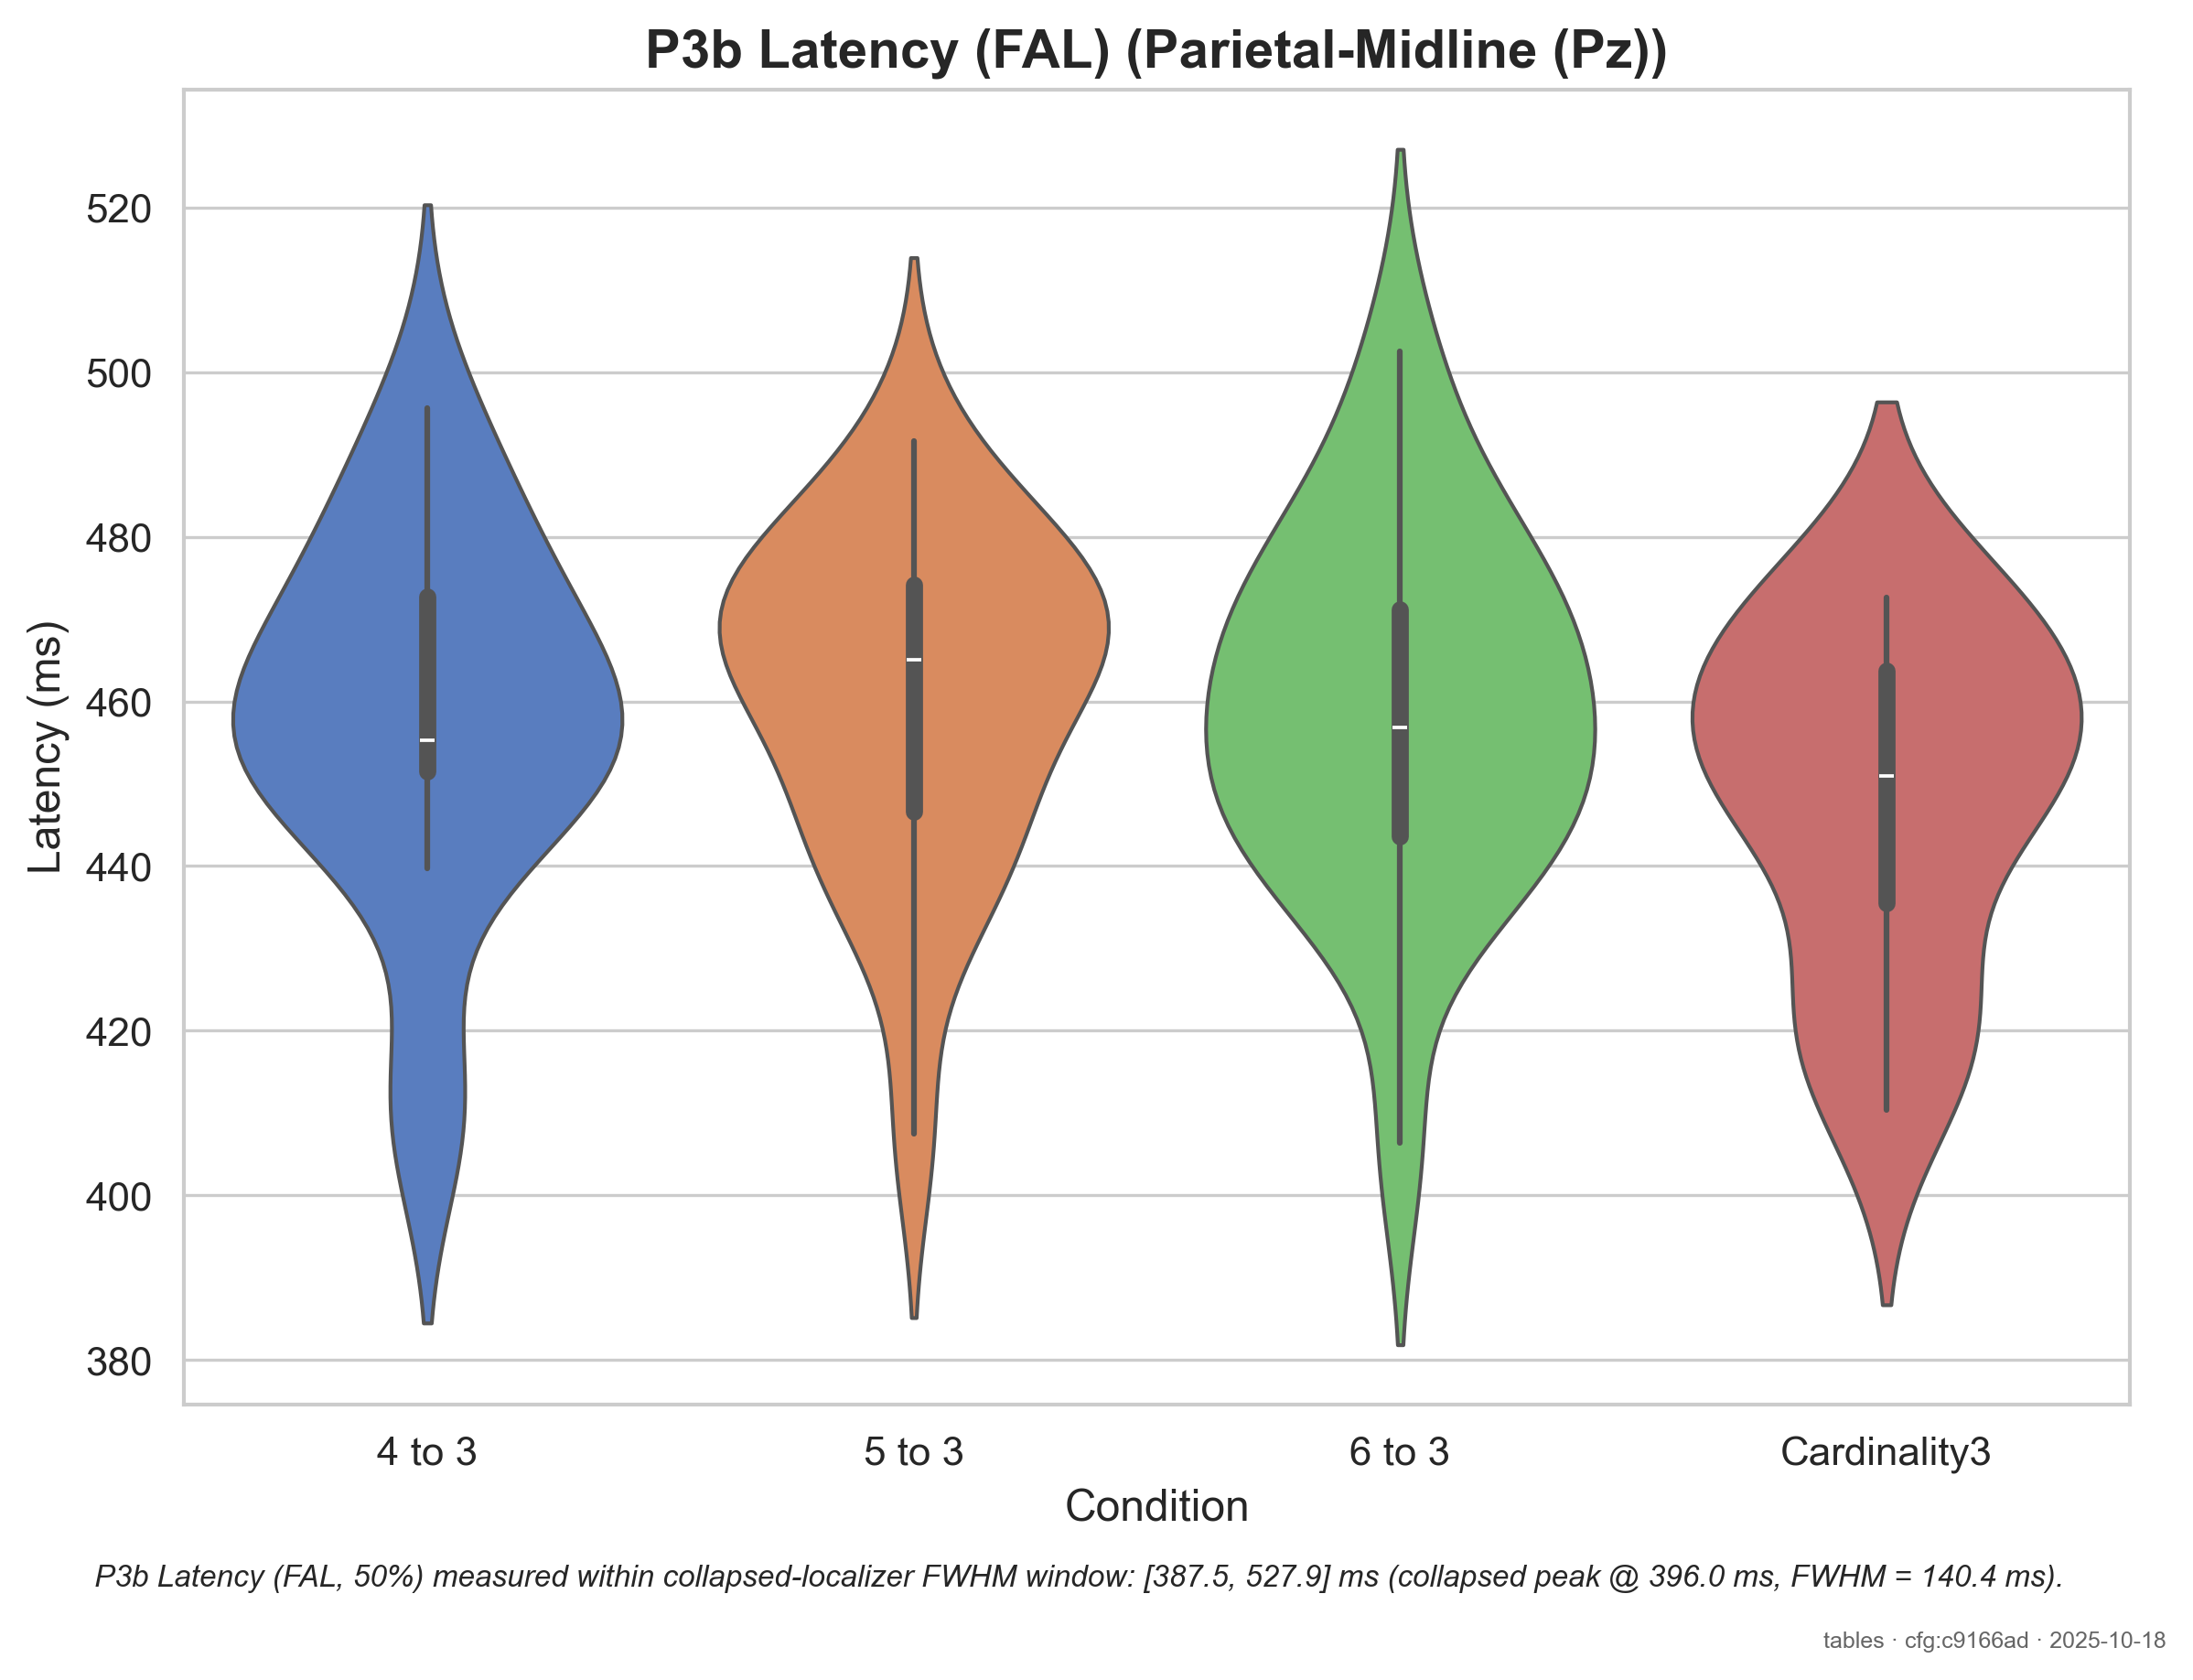 P3b Latency (FAL) (Parietal-Midline (Pz))
Latency (ms)
520
500
480
460
440
420
400
380
4 to 3
5 to 3
6 to 3
Cardinality3
Condition
P3b Latency (FAL, 50%) measured within collapsed-localizer FWHM window: [387.5, 527.9] ms (collapsed peak @ 396.0 ms, FWHM = 140.4 ms).
tables · cfg:c9166ad · 2025-10-18